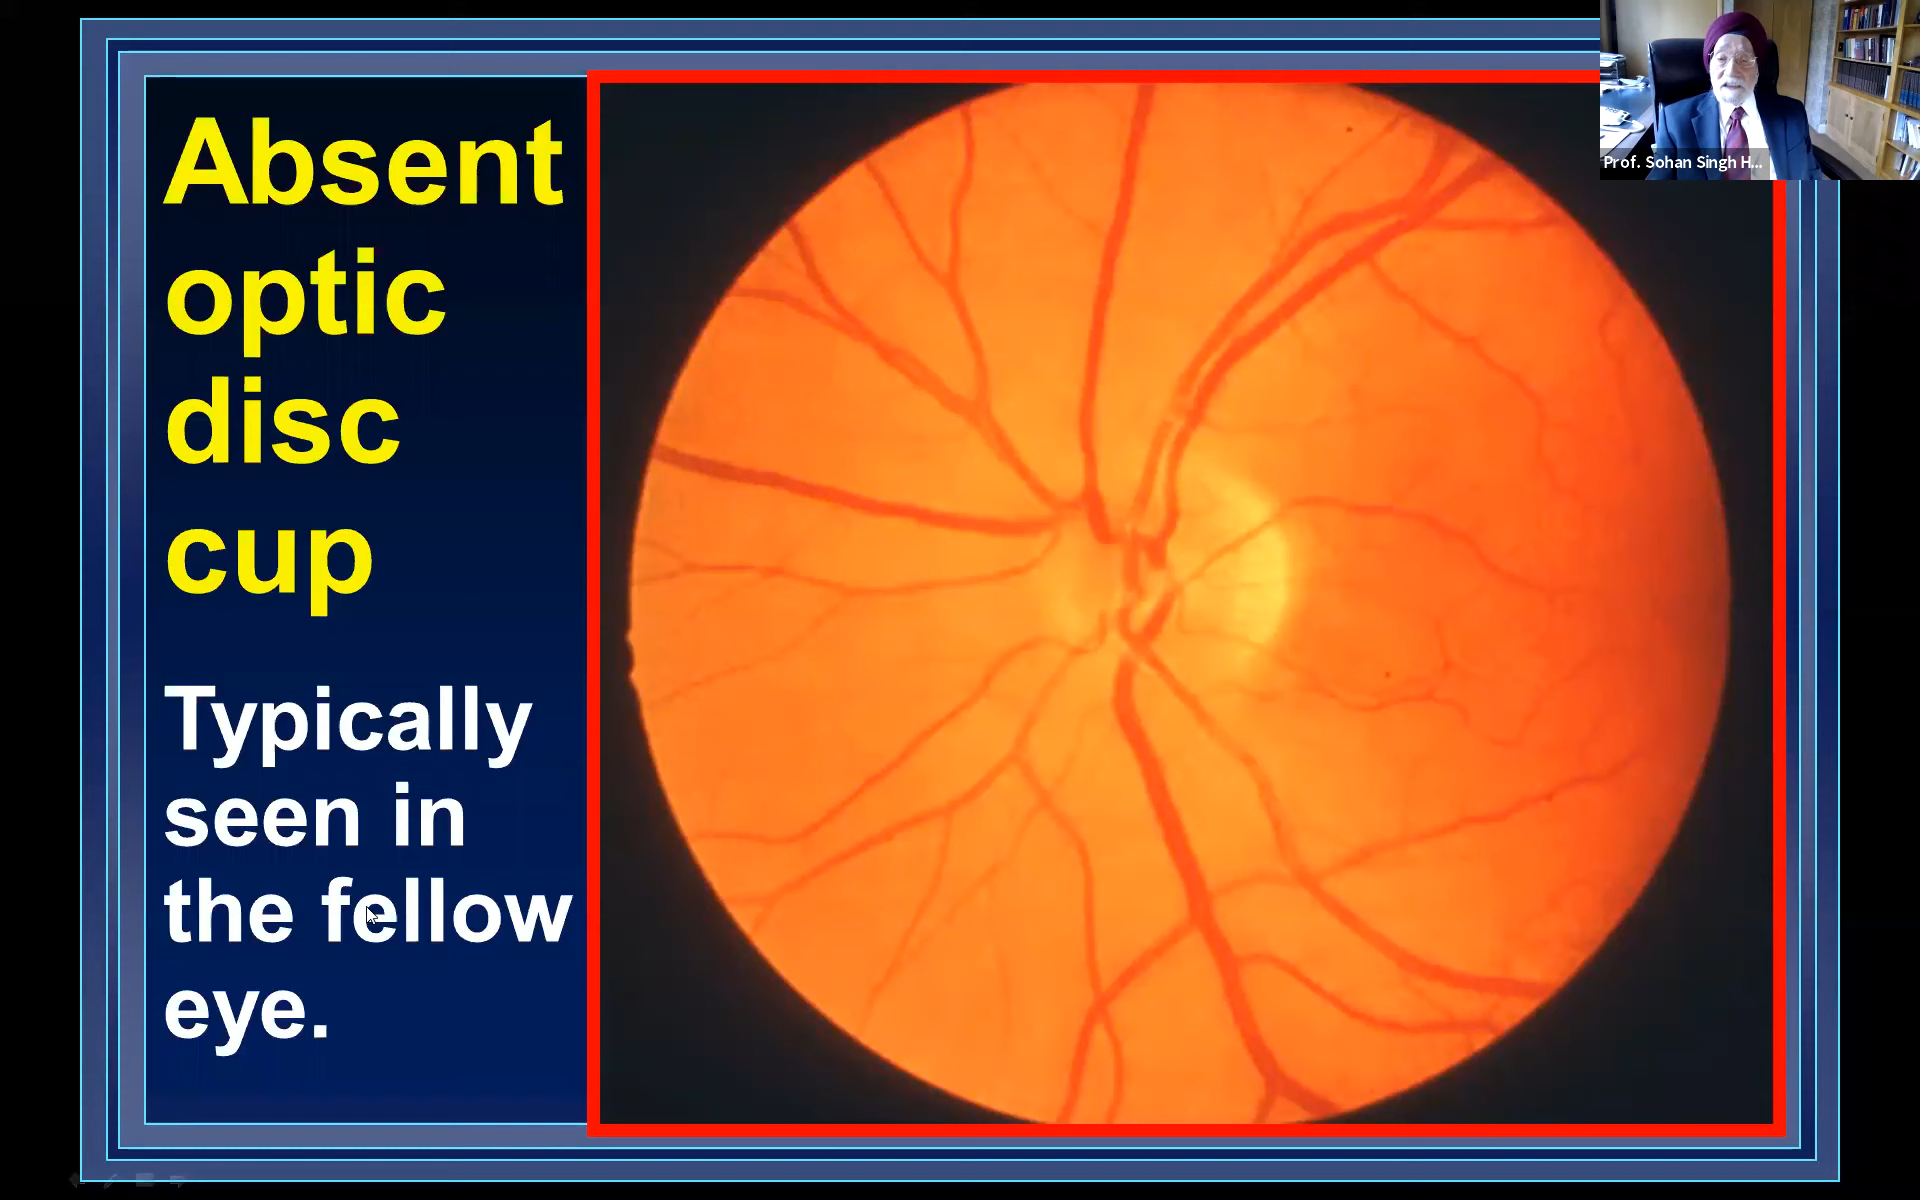 Absent
optic
disc
cup
Typically
seen in
the fellow
eye.
Prof. Sohan Singh H...